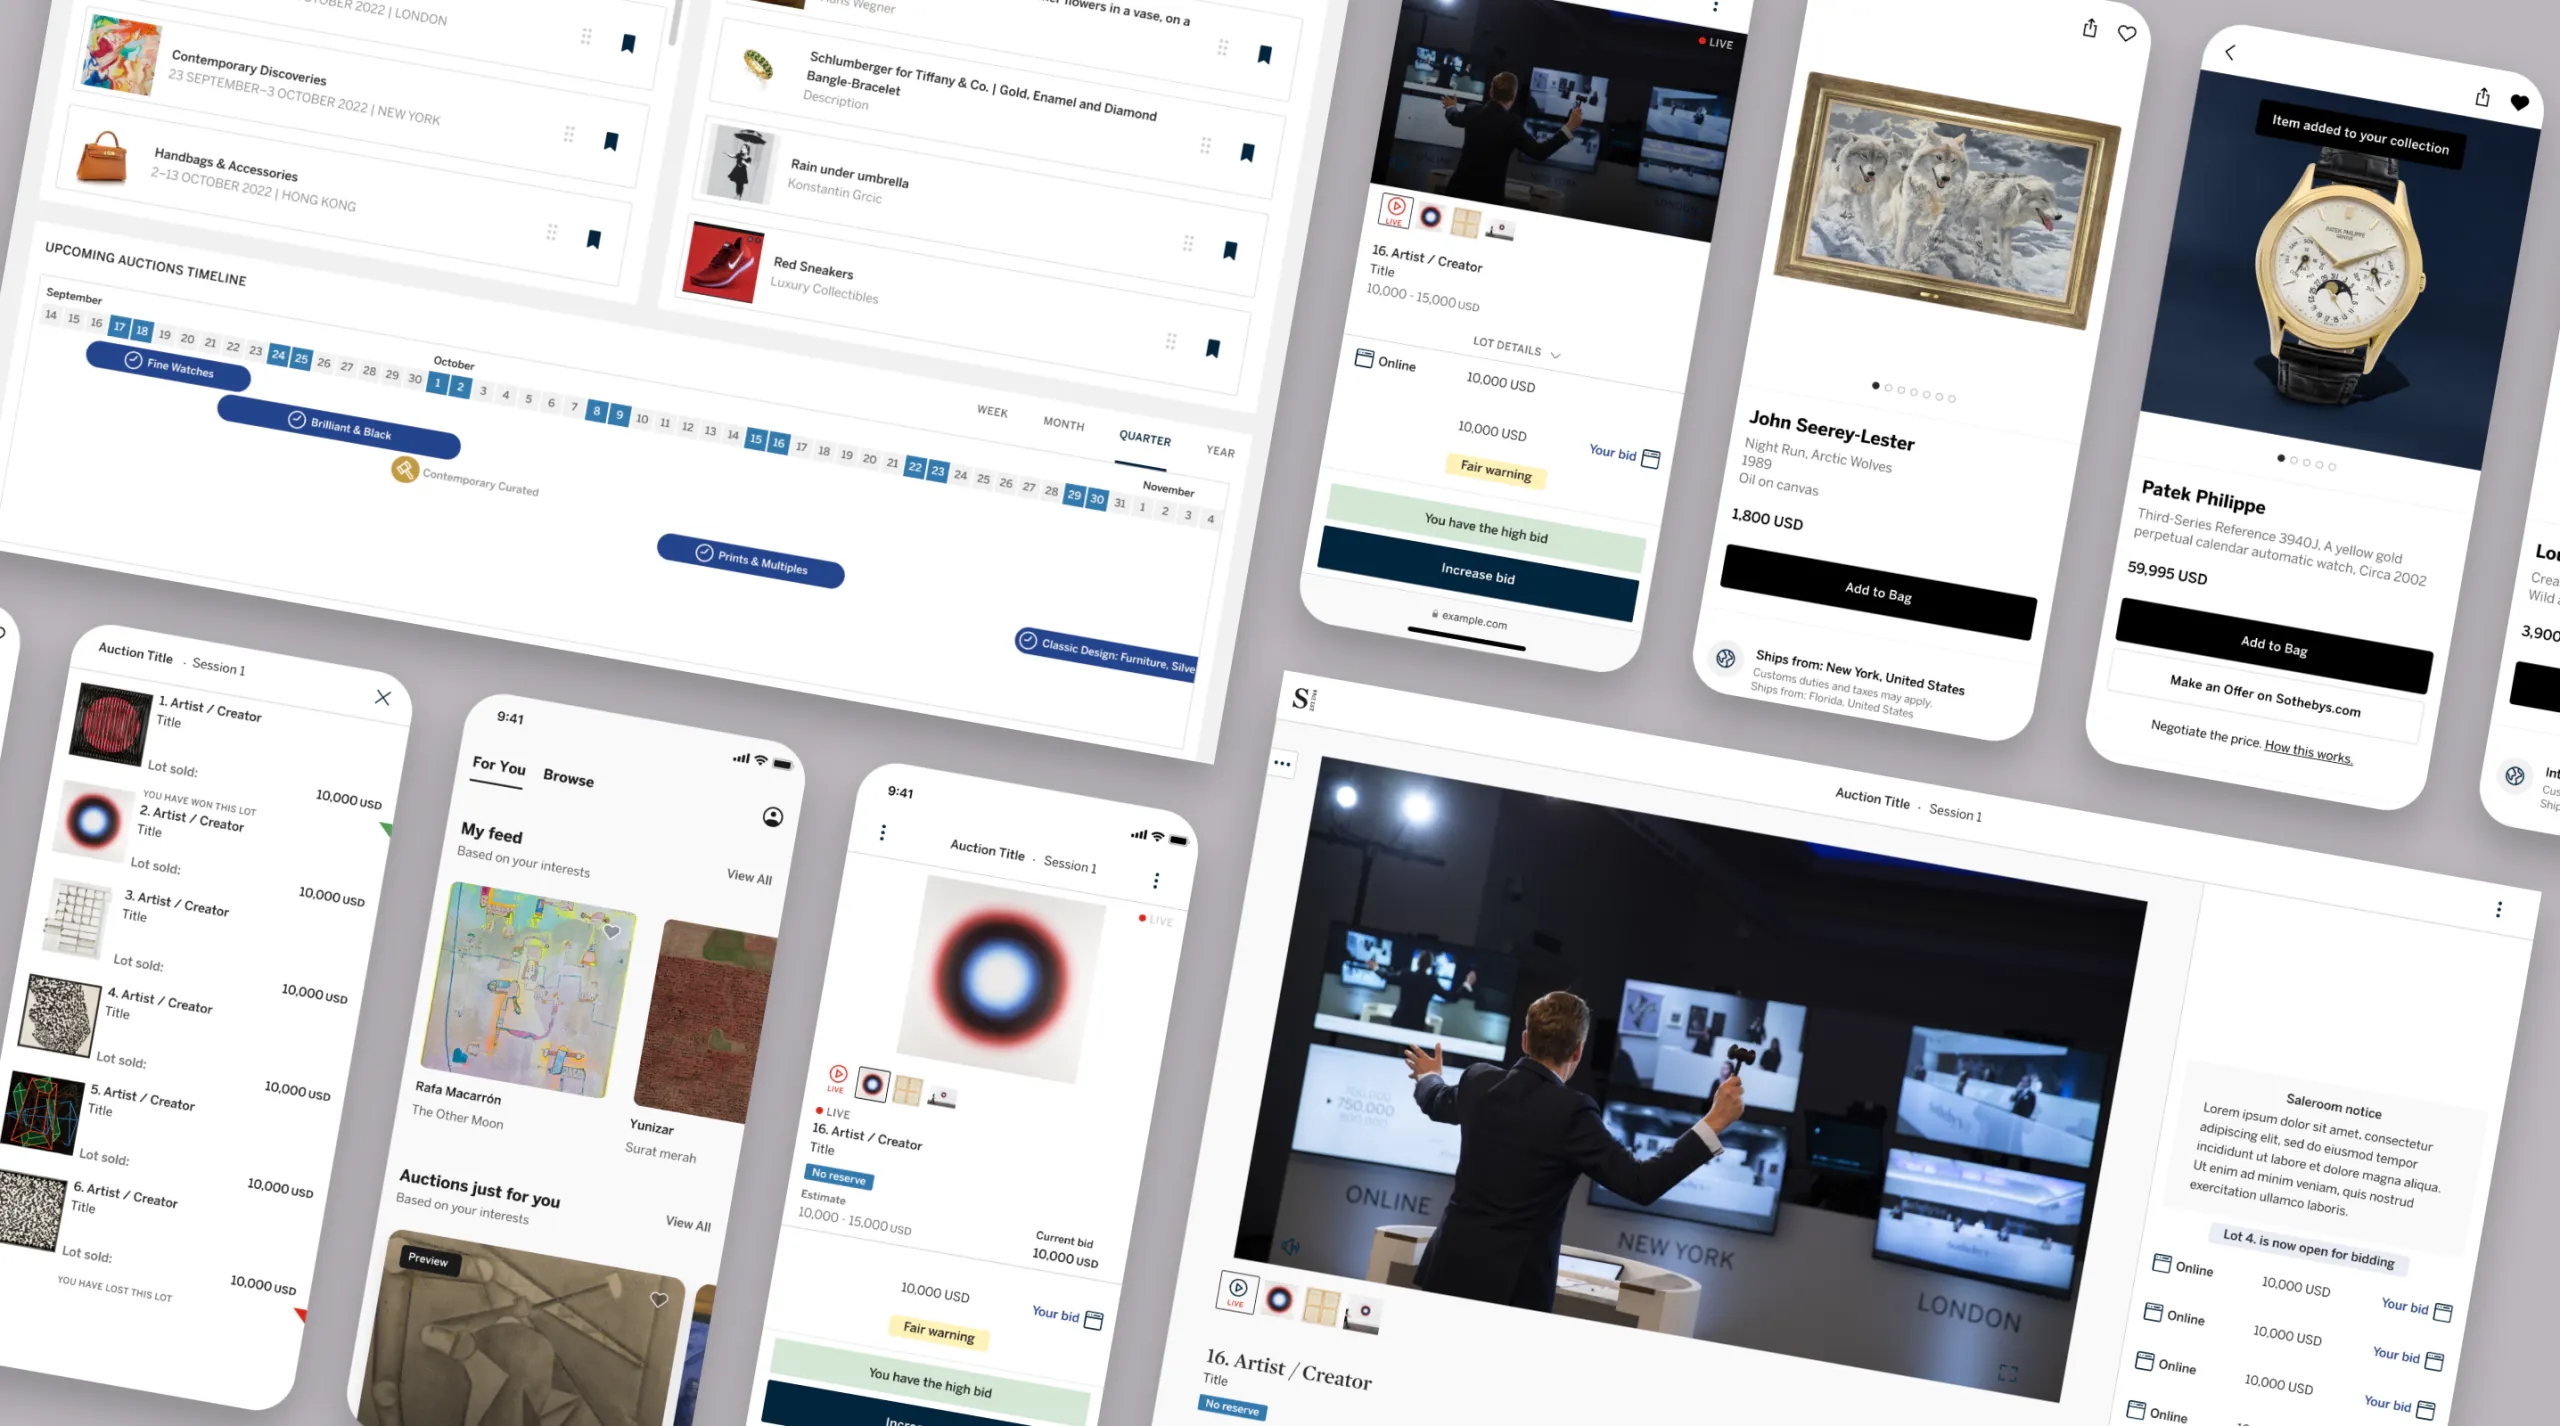 OCTOBER 2022 | LONDON
Contemporary Discoveries
23 SEPTEMBER–3 OCTOBER 2022 | NEW YORK
Handbags & Accessories
2–13 OCTOBER 2022 | HONG KONG
flowers in a vase, on a
Hans Wegner
Schlumberger for Tiffany & Co. | Gold, Enamel and Diamond
Bangle-Bracelet
Description
Rain under umbrella
Konstantin Grcic
Red Sneakers
Luxury Collectibles
UPCOMING AUCTIONS TIMELINE
WEEK MONTH QUARTER YEAR
September
October
November
14 15 16 17 18 19 20 21 22 23 24 25 26 27 28 29 30 1 2 3 4 5 6 7 8 9 10 11 12 13 14 15 16 17 18 19 20 21 22 23 24 25 26 27 28 29 30 31 1 2 3 4
Fine Watches
Brilliant & Black
Contemporary Curated
Prints & Multiples
Classic Design: Furniture, Silve
LIVE
LIVE
16. Artist / Creator
Title
10,000 - 15,000 USD
LOT DETAILS
Online 10,000 USD
10,000 USD Your bid
Fair warning
You have the high bid
Increase bid
example.com
John Seerey-Lester
Night Run, Arctic Wolves
1989
Oil on canvas
1,800 USD
Add to Bag
Ships from: New York, United States
Customs duties and taxes may apply.
Ships from: Florida, United States
Item added to your collection
PATEK PHILIPPE
GENEVE
Patek Philippe
Third-Series Reference 3940J, A yellow gold
perpetual calendar automatic watch, Circa 2002
59,995 USD
Add to Bag
Make an Offer on Sothebys.com
Negotiate the price. How this works.
Lou
Crea
Wild a
3,900
Int
Cus
Ship
Auction Title . Session 1
1. Artist / Creator
Title
Lot sold: 10,000 USD
YOU HAVE WON THIS LOT
2. Artist / Creator
Title
Lot sold: 10,000 USD
3. Artist / Creator
Title
Lot sold: 10,000 USD
4. Artist / Creator
Title
Lot sold: 10,000 USD
5. Artist / Creator
Title
Lot sold: 10,000 USD
6. Artist / Creator
Title
Lot sold: 10,000 USD
YOU HAVE LOST THIS LOT
9:41
For You Browse
My feed
Based on your interests
View All
Rafa Macarrón
The Other Moon
Yunizar
Surat merah
Auctions just for you
Based on your interests
View All
Preview
9:41
Auction Title . Session 1
LIVE
LIVE
LIVE
16. Artist / Creator
Title
No reserve
Estimate
10,000 - 15,000 USD
Current bid
10,000 USD
10,000 USD Your bid
Fair warning
You have the high bid
Increa
S
Auction Title · Session 1
750,000
ONLINE
NEW YORK
LONDON
LIVE
16. Artist / Creator
Title
No reserve
Saleroom notice
Lorem ipsum dolor sit amet, consectetur
adipiscing elit, sed do eiusmod tempor
incididunt ut labore et dolore magna aliqua.
Ut enim ad minim veniam, quis nostrud
exercitation ullamco laboris.
Lot 4. is now open for bidding
Online 10,000 USD Your bid
Online 10,000 USD Your bid
Online 10,000 USD Your bid
Online